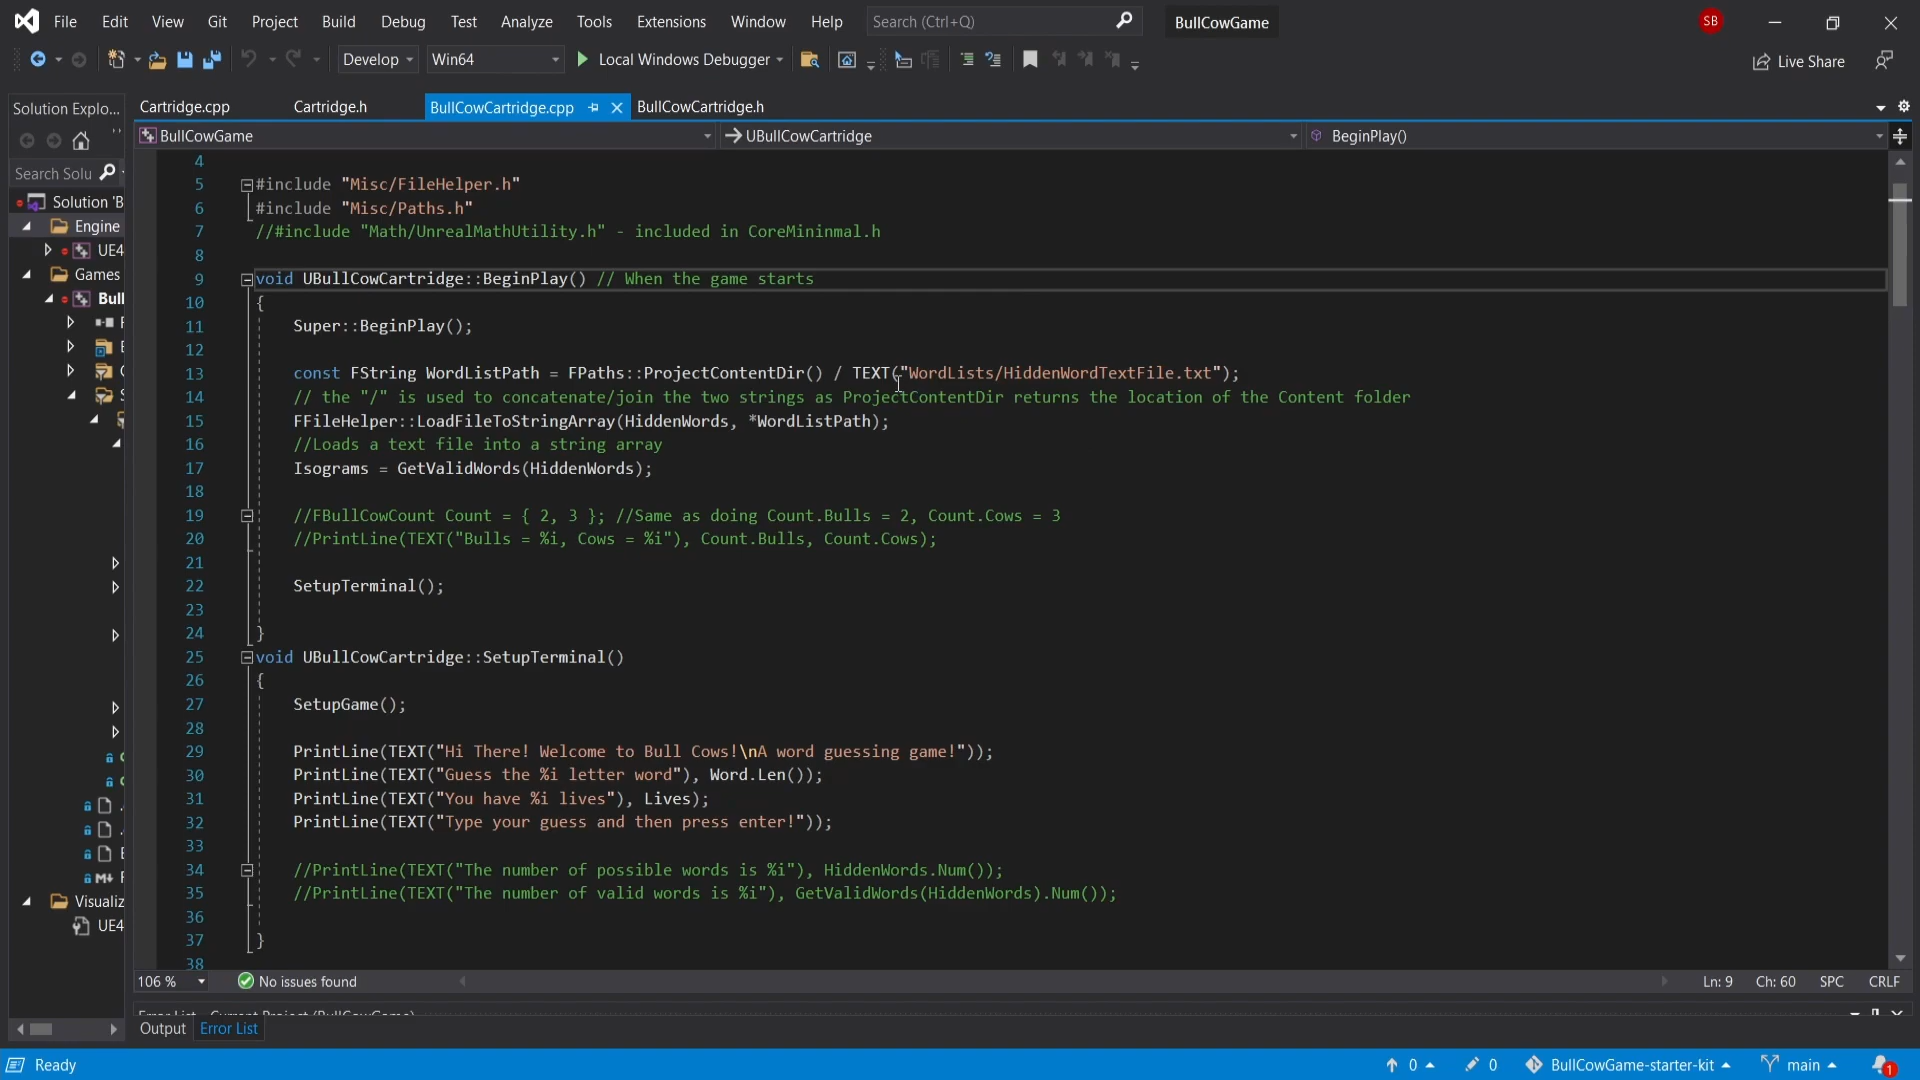 File Edit View Git Project Build Debug Test Analyze Tools Extensions Window Help Search (Ctrl+Q) BullCowGame SB
Develop Win64 Local Windows Debugger Live Share
Solution Explo... Cartridge.cpp Cartridge.h BullCowCartridge.cpp BullCowCartridge.h
BullCowGame UBullCowCartridge BeginPlay()
Search Solu
Solution 'B
Engine
UE4
Games
Bull
Visualiz
UE4
4
5 #include "Misc/FileHelper.h"
6 #include "Misc/Paths.h"
7 //#include "Math/UnrealMathUtility.h" - included in CoreMininmal.h
8
9 void UBullCowCartridge::BeginPlay() // When the game starts
10 {
11 Super::BeginPlay();
12
13 const FString WordListPath = FPaths::ProjectContentDir() / TEXT("WordLists/HiddenWordTextFile.txt");
14 // the "/" is used to concatenate/join the two strings as ProjectContentDir returns the location of the Content folder
15 FFileHelper::LoadFileToStringArray(HiddenWords, *WordListPath);
16 //Loads a text file into a string array
17 Isograms = GetValidWords(HiddenWords);
18
19 //FBullCowCount Count = { 2, 3 }; //Same as doing Count.Bulls = 2, Count.Cows = 3
20 //PrintLine(TEXT("Bulls = %i, Cows = %i"), Count.Bulls, Count.Cows);
21
22 SetupTerminal();
23
24 }
25 void UBullCowCartridge::SetupTerminal()
26 {
27 SetupGame();
28
29 PrintLine(TEXT("Hi There! Welcome to Bull Cows!\nA word guessing game!"));
30 PrintLine(TEXT("Guess the %i letter word"), Word.Len());
31 PrintLine(TEXT("You have %i lives"), Lives);
32 PrintLine(TEXT("Type your guess and then press enter!"));
33
34 //PrintLine(TEXT("The number of possible words is %i"), HiddenWords.Num());
35 //PrintLine(TEXT("The number of valid words is %i"), GetValidWords(HiddenWords).Num());
36
37 }
38
106 % No issues found Ln: 9 Ch: 60 SPC CRLF
Output Error List
Ready 0 0 BullCowGame-starter-kit main 1